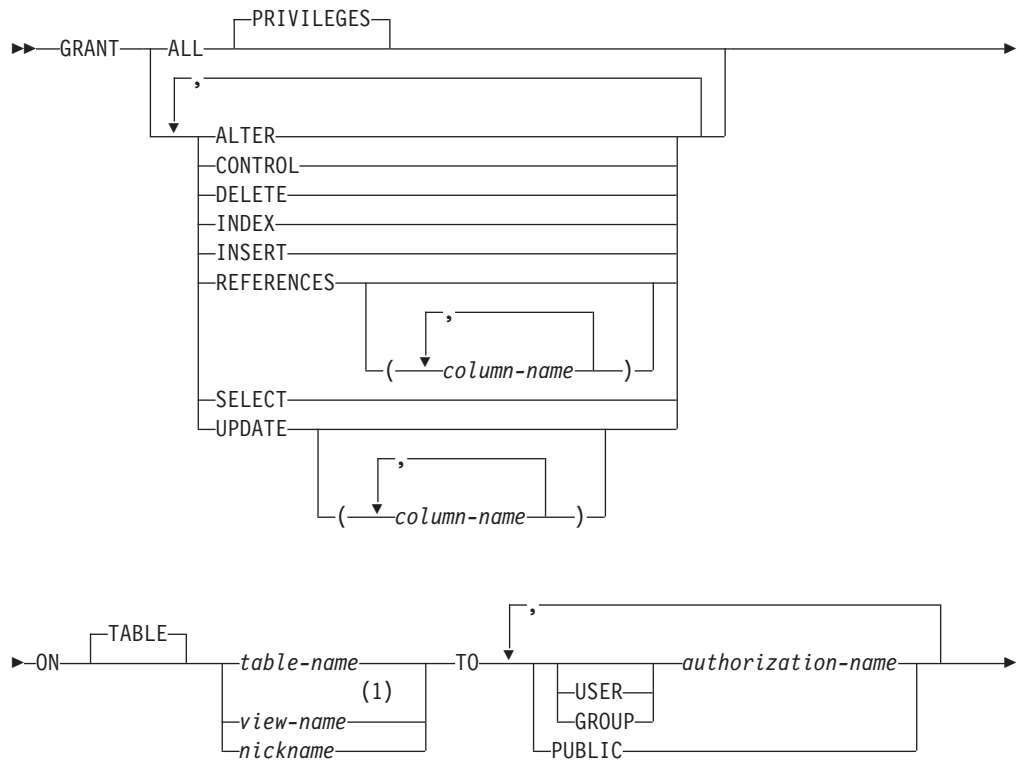 PRIVILEGES
GRANT ALL
,
ALTER
CONTROL
DELETE
INDEX
INSERT
REFERENCES
,
( column-name )
SELECT
UPDATE
,
( column-name )
,
TABLE
ON table-name TO authorization-name
(1) USER
view-name GROUP
nickname PUBLIC